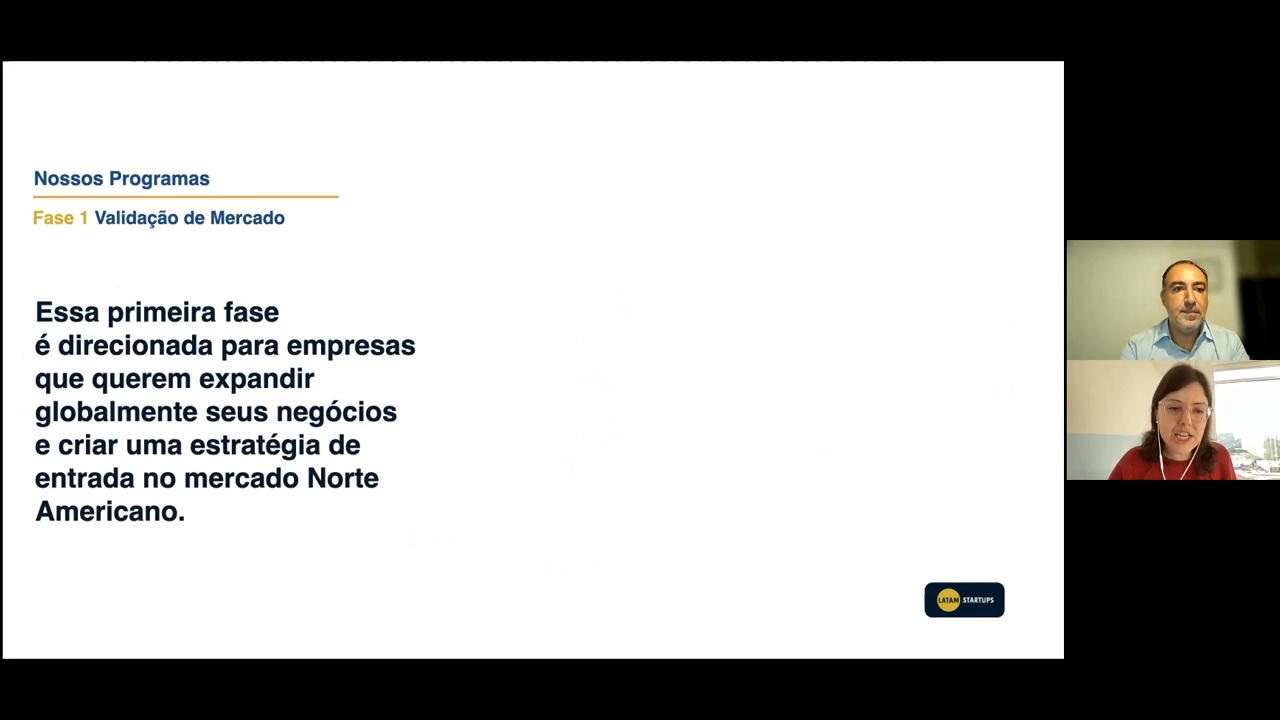 Nossos Programas
Fase 1 Validação de Mercado
Essa primeira fase
é direcionada para empresas
que querem expandir
globalmente seus negócios
e criar uma estratégia de
entrada no mercado Norte
Americano.
LATAM STARTUPS